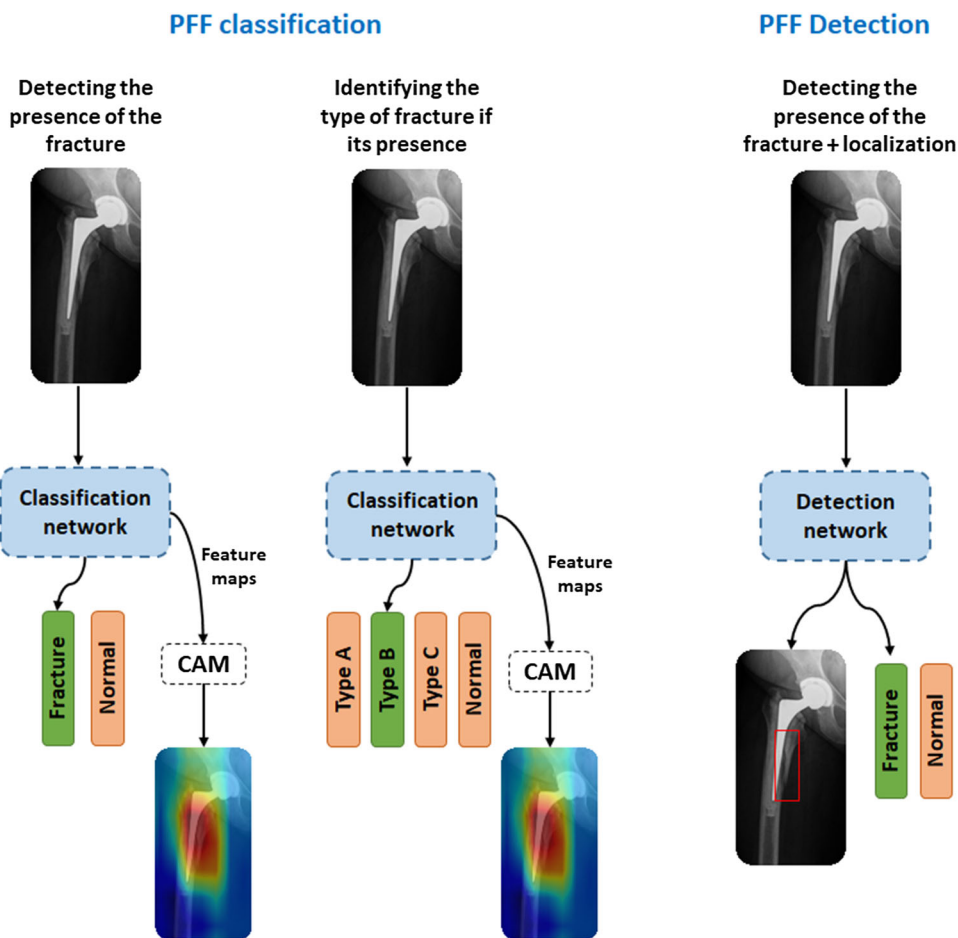 PFF classification
PFF Detection
Detecting the
presence of the
fracture
Identifying the
type of fracture if
its presence
Detecting the
presence of the
fracture + localization
Classification
network
Feature
maps
Fracture
Normal
CAM
Classification
network
Feature
maps
Type A
Type B
Type C
Normal
CAM
Detection
network
Fracture
Normal